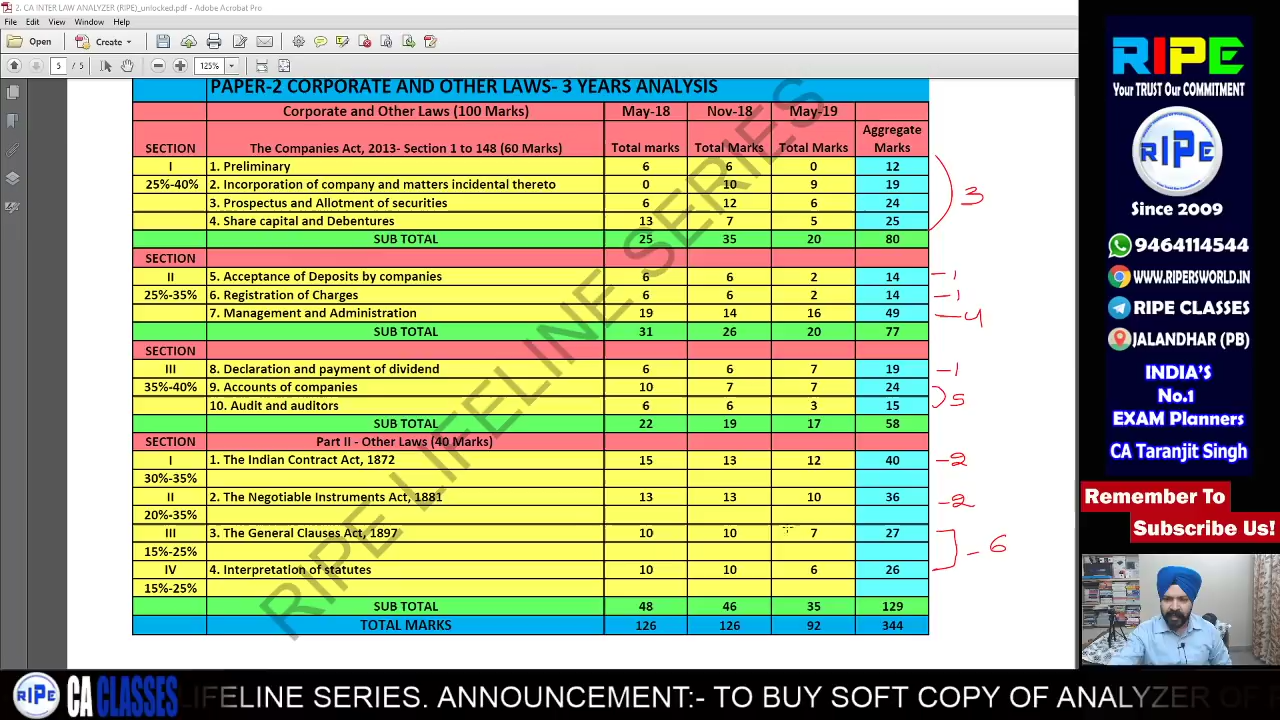 2. CA INTER LAW ANALYZER (RIPE)_unlocked.pdf - Adobe Acrobat Pro
File Edit View Window Help
Open Create
5 / 5 125%
PAPER-2 CORPORATE AND OTHER LAWS- 3 YEARS ANALYSIS
Corporate and Other Laws (100 Marks) May-18 Nov-18 May-19
SECTION The Companies Act, 2013- Section 1 to 148 (60 Marks) Total marks Total Marks Total Marks Aggregate Marks
I 1. Preliminary 6 6 0 12
25%-40% 2. Incorporation of company and matters incidental thereto 0 10 9 19
3. Prospectus and Allotment of securities 6 12 6 24
4. Share capital and Debentures 13 7 5 25
SUB TOTAL 25 35 20 80
3
SECTION
II 5. Acceptance of Deposits by companies 6 6 2 14 -1
25%-35% 6. Registration of Charges 6 6 2 14 -1
7. Management and Administration 19 14 16 49 -4
SUB TOTAL 31 26 20 77
SECTION
III 8. Declaration and payment of dividend 6 6 7 19 -1
35%-40% 9. Accounts of companies 10 7 7 24
10. Audit and auditors 6 6 3 15
5
SUB TOTAL 22 19 17 58
SECTION Part II - Other Laws (40 Marks)
I 1. The Indian Contract Act, 1872 15 13 12 40 -2
30%-35%
II 2. The Negotiable Instruments Act, 1881 13 13 10 36 -2
20%-35%
III 3. The General Clauses Act, 1897 10 10 7 27
15%-25%
- 6
IV 4. Interpretation of statutes 10 10 6 26
15%-25%
SUB TOTAL 48 46 35 129
TOTAL MARKS 126 126 92 344
RIPE LIFELINE SERIES
RIPE
Your TRUST Our COMMITMENT
RIPE
Since 2009
9464114544
WWW.RIPERSWORLD.IN
RIPE CLASSES
JALANDHAR (PB)
INDIA'S
No.1
EXAM Planners
CA Taranjit Singh
Remember To
Subscribe Us!
RIPE CA CLASSES
FELINE SERIES. ANNOUNCEMENT:- TO BUY SOFT COPY OF ANALYZER OF